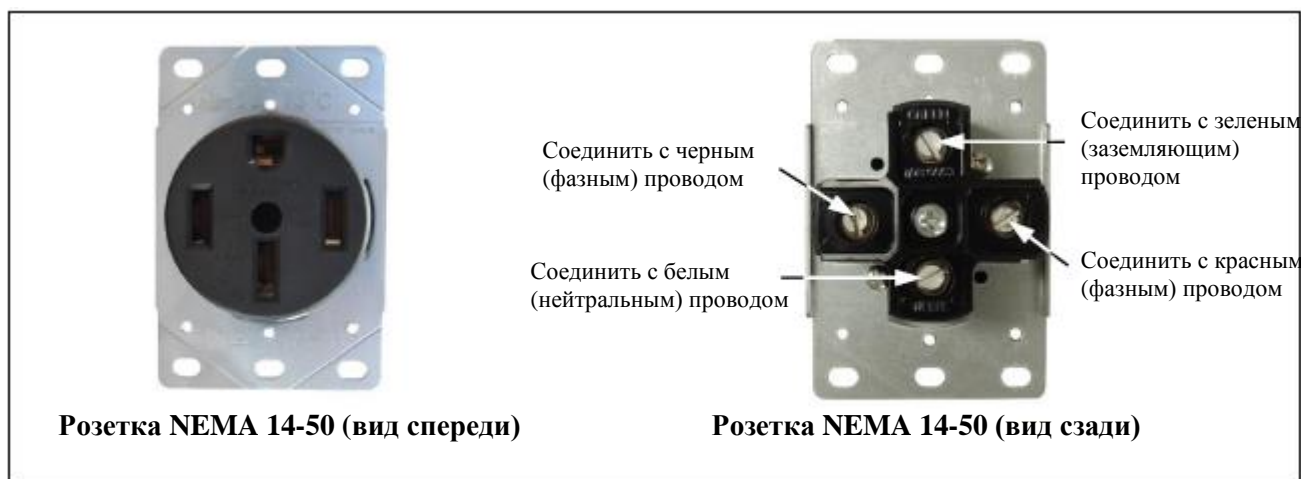 Соединить с черным
(фазным) проводом
Соединить с белым
(нейтральным) проводом
Соединить с зеленым
(заземляющим)
проводом
Соединить с красным
(фазным) проводом
Розетка NEMA 14-50 (вид спереди)
Розетка NEMA 14-50 (вид сзади)